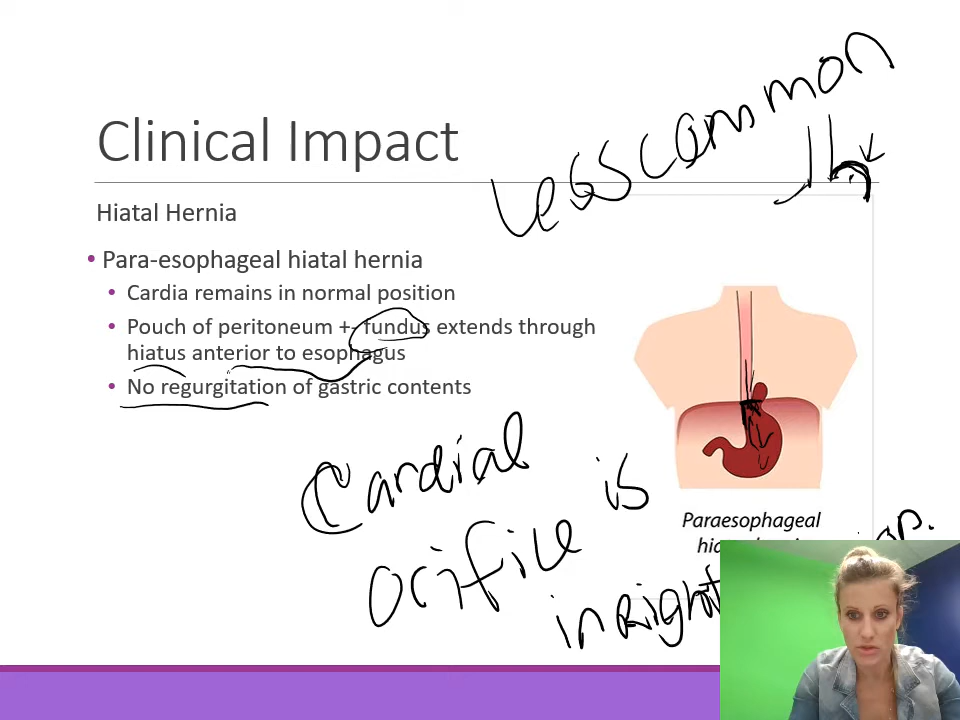 Less common
Clinical Impact
Hiatal Hernia
• Para-esophageal hiatal hernia
• Cardia remains in normal position
• Pouch of peritoneum +- fundus extends through
hiatus anterior to esophagus
• No regurgitation of gastric contents
Cardial
orifice is
in Right
Paraesophageal